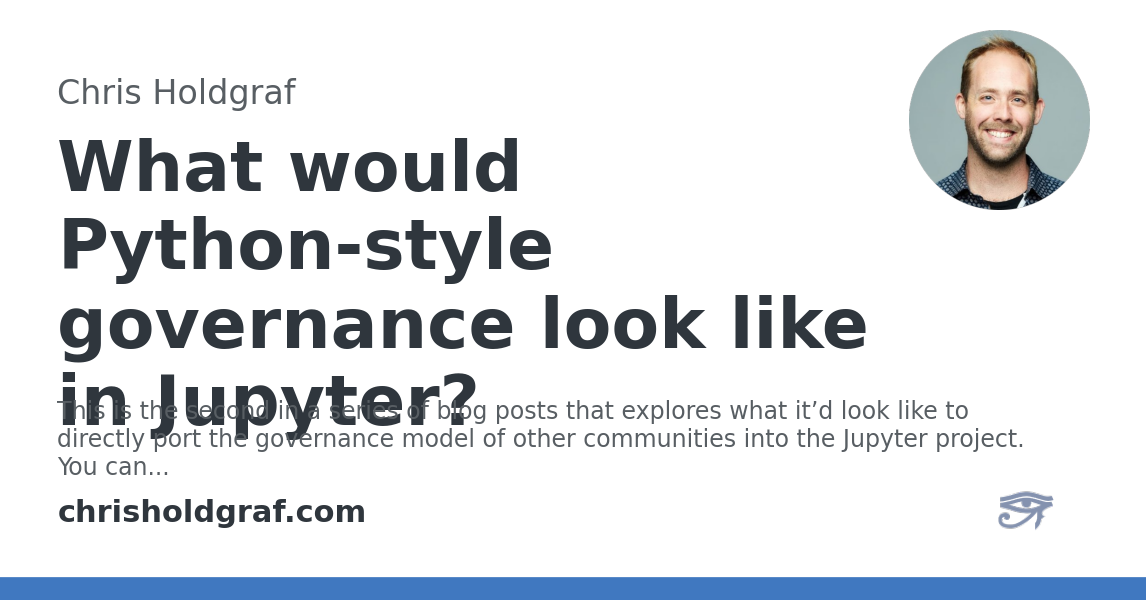 Chris Holdgraf
What would
Python-style
governance look like
in Jupyter?
This is the second in a series of blog posts that explores what it’d look like to
directly port the governance model of other communities into the Jupyter project.
You can...
chrisholdgraf.com